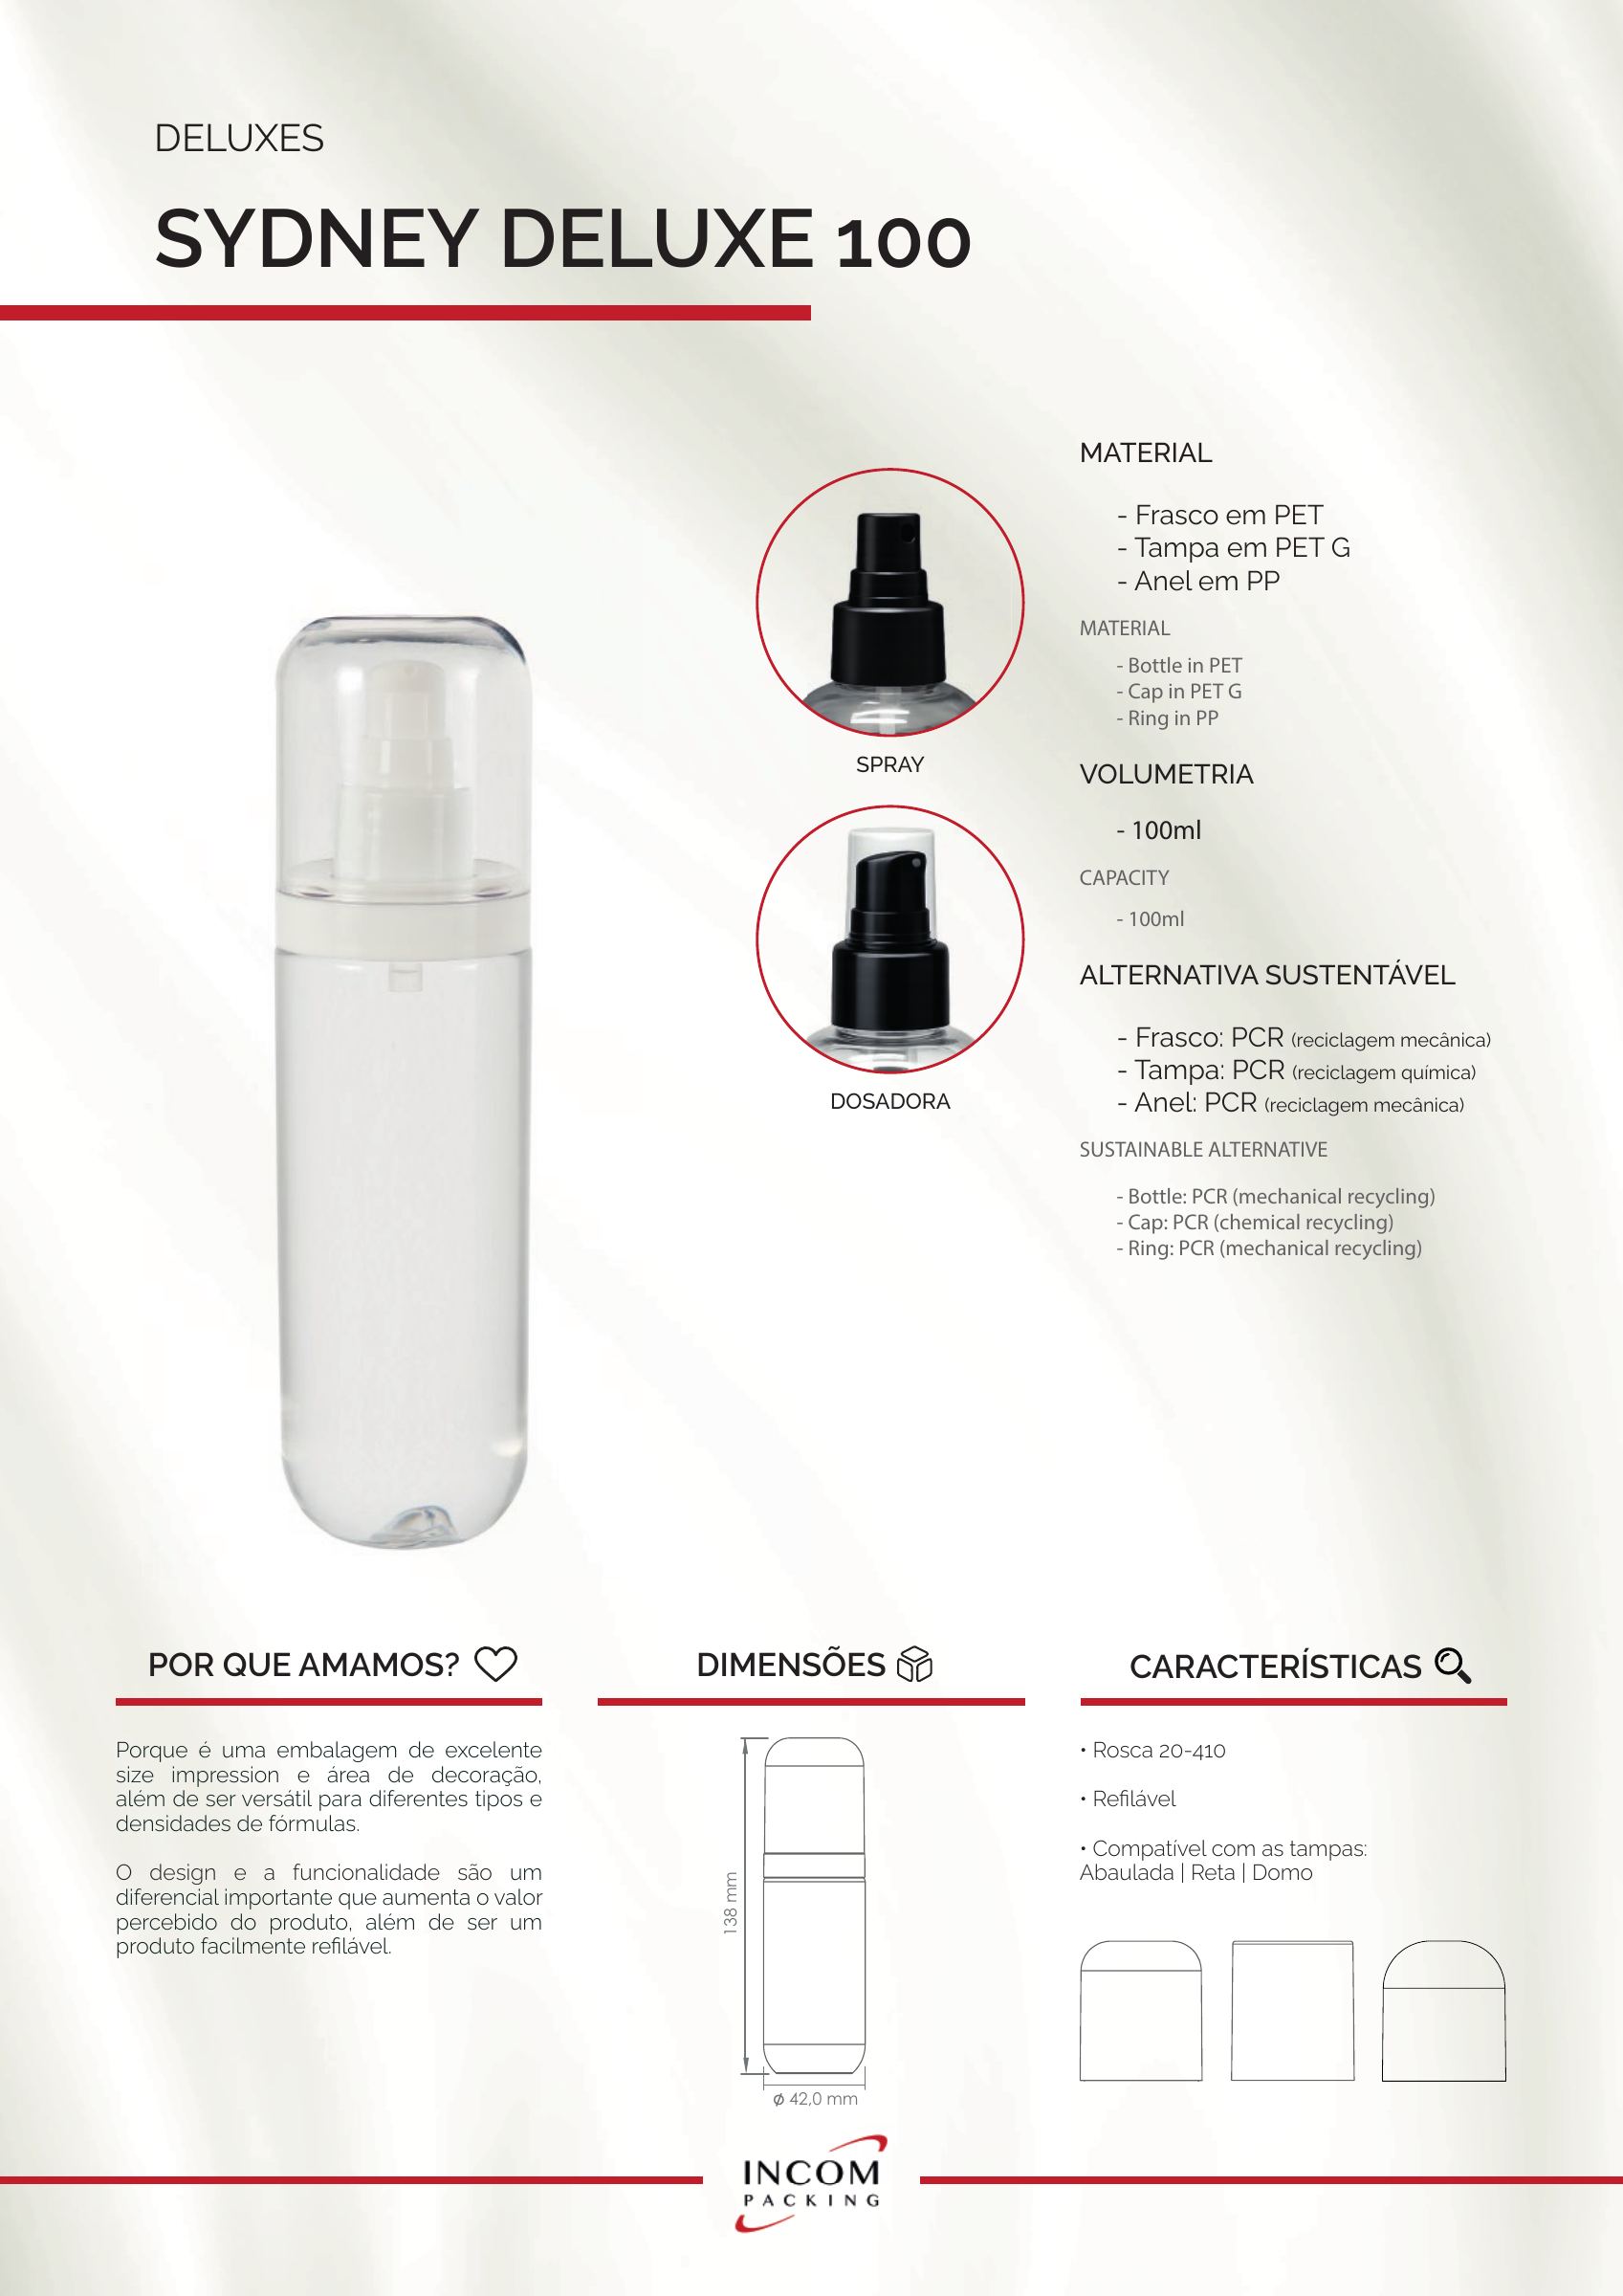 DELUXES
SYDNEY DELUXE 100
SPRAY
DOSADORA
MATERIAL
- Frasco em PET
- Tampa em PET G
- Anel em PP
MATERIAL
- Bottle in PET
- Cap in PET G
- Ring in PP
VOLUMETRIA
- 100ml
CAPACITY
- 100ml
ALTERNATIVA SUSTENTÁVEL
- Frasco: PCR (reciclagem mecânica)
- Tampa: PCR (reciclagem química)
- Anel: PCR (reciclagem mecânica)
SUSTAINABLE ALTERNATIVE
- Bottle: PCR (mechanical recycling)
- Cap: PCR (chemical recycling)
- Ring: PCR (mechanical recycling)
POR QUE AMAMOS?
Porque é uma embalagem de excelente
size impression e área de decoração,
além de ser versátil para diferentes tipos e
densidades de fórmulas.
O design e a funcionalidade são um
diferencial importante que aumenta o valor
percebido do produto, além de ser um
produto facilmente refilável.
DIMENSÕES
138 mm
ø 42,0 mm
CARACTERÍSTICAS
• Rosca 20-410
• Refilável
• Compatível com as tampas:
Abaulada | Reta | Domo
INCOM
PACKING